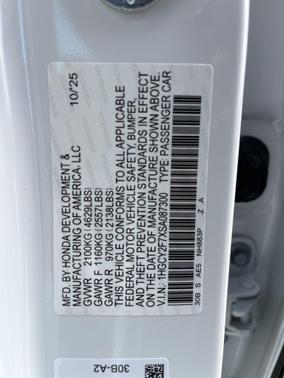 MFD. BY HONDA DEVELOPMENT & 10/25
MANUFACTURING OF AMERICA, LLC
GVWR 2100KG( 4629LBS)
GAWR F 1160KG( 2557LBS)
GAWR R 970KG( 2138LBS)
THIS VEHICLE CONFORMS TO ALL APPLICABLE
FEDERAL MOTOR VEHICLE SAFETY, BUMPER,
AND THEFT PREVENTION STANDARDS IN EFFECT
ON THE DATE OF MANUFACTURE SHOWN ABOVE.
V.I.N.: 1HGCY2F7XSA087300 TYPE: PASSENGER CAR
30B S AE5 NH883P Z A
30B-A2